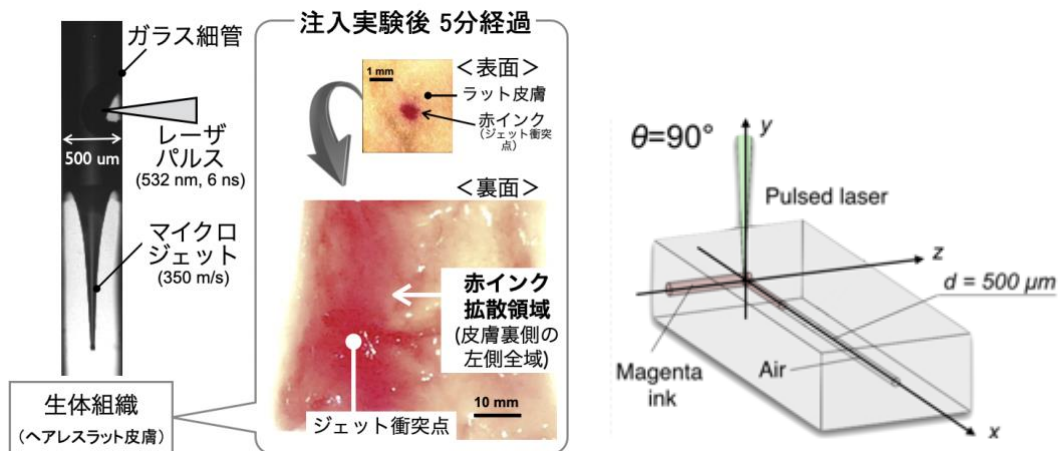 ガラス細管
レーザ
パルス
(532 nm, 6 ns)
500 um
マイクロ
ジェット
(350 m/s)
生体組織
(ヘアレスラット皮膚)
注入実験後 5分経過
＜表面＞
1 mm
ラット皮膚
赤インク
(ジェット衝突
点)
＜裏面＞
赤インク
拡散領域
(皮膚裏側の
左側全域)
10 mm
ジェット衝突点
θ=90°
y
Pulsed laser
z
d = 500 μm
Magenta
ink
Air
x